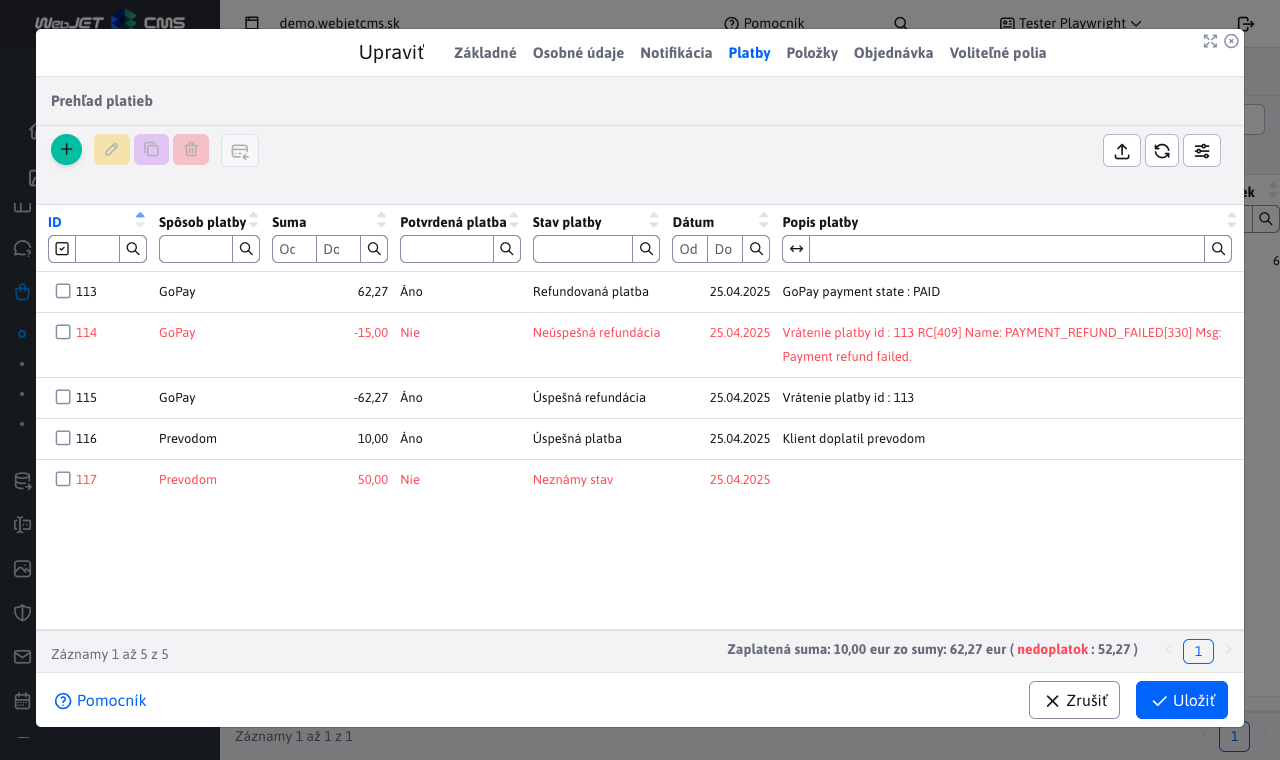 WebJET CMS
demo.webjetcms.sk
Pomocník
Tester Playwright
Upraviť
Základné
Osobné údaje
Notifikácia
Platby
Položky
Objednávka
Voliteľné polia
Prehľad platieb
ID
Spôsob platby
Suma
Potvrdená platba
Stav platby
Dátum
Popis platby
Od
Do
113 GoPay 62,27 Áno Refundovaná platba 25.04.2025 GoPay payment state : PAID
114 GoPay -15,00 Nie Neúspešná refundácia 25.04.2025 Vrátenie platby id : 113 RC[409] Name: PAYMENT_REFUND_FAILED[330] Msg:
Payment refund failed.
115 GoPay -62,27 Áno Úspešná refundácia 25.04.2025 Vrátenie platby id : 113
116 Prevodom 10,00 Áno Úspešná platba 25.04.2025 Klient doplatil prevodom
117 Prevodom 50,00 Nie Neznámy stav 25.04.2025
Záznamy 1 až 5 z 5
Zaplatená suma: 10,00 eur zo sumy: 62,27 eur ( nedoplatok : 52,27 )
1
Pomocník
Zrušiť
Uložiť
Záznamy 1 až 1 z 1
1